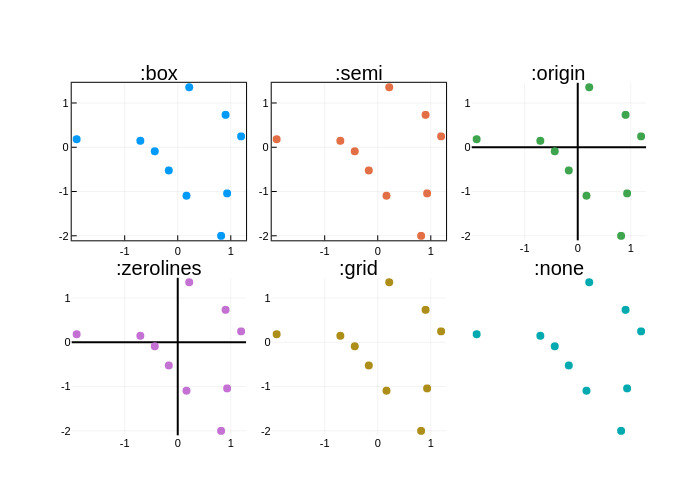 :box :semi :origin
1 1 1
0 0 0
-1 -1 -1
-2 -2 -2
-1 0 1 -1 0 1 -1 0 1
:zerolines :grid :none
1 1
0 0
-1 -1
-2 -2
-1 0 1 -1 0 1